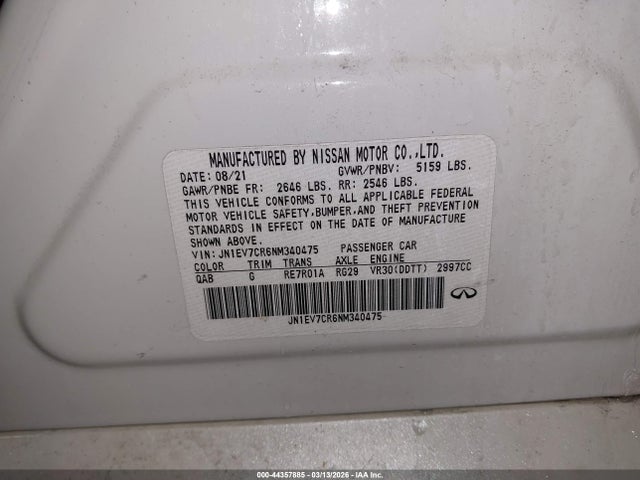 MANUFACTURED BY NISSAN MOTOR CO.,LTD.
DATE: 08/21 GVWR/PNBV: 5159 LBS.
GAWR/PNBE FR: 2646 LBS. RR: 2546 LBS.
THIS VEHICLE CONFORMS TO ALL APPLICABLE FEDERAL
MOTOR VEHICLE SAFETY,BUMPER,AND THEFT PREVENTION
STANDARDS IN EFFECT ON THE DATE OF MANUFACTURE
SHOWN ABOVE.
VIN: JN1EV7CR6NM340475 PASSENGER CAR
COLOR TRIM TRANS AXLE ENGINE
QAB G RE7R01A RG29 VR30(DDTT) 2997CC
JN1EV7CR6NM340475
000-44357885 - 03/13/2026 - IAA Inc.